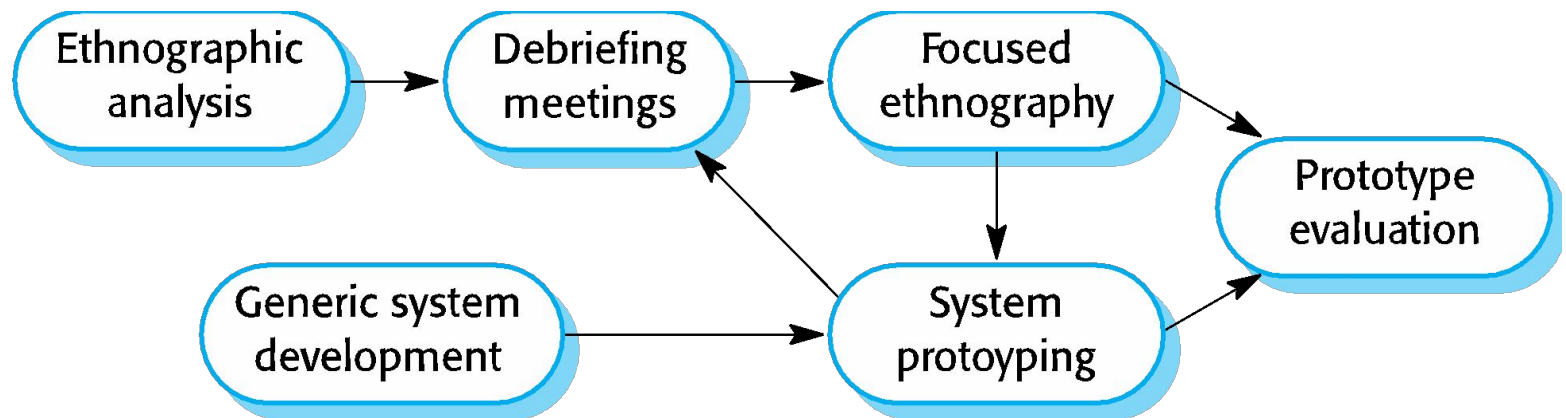 Ethnographic
analysis
Debriefing
meetings
Focused
ethnography
Prototype
evaluation
Generic system
development
System
protoyping